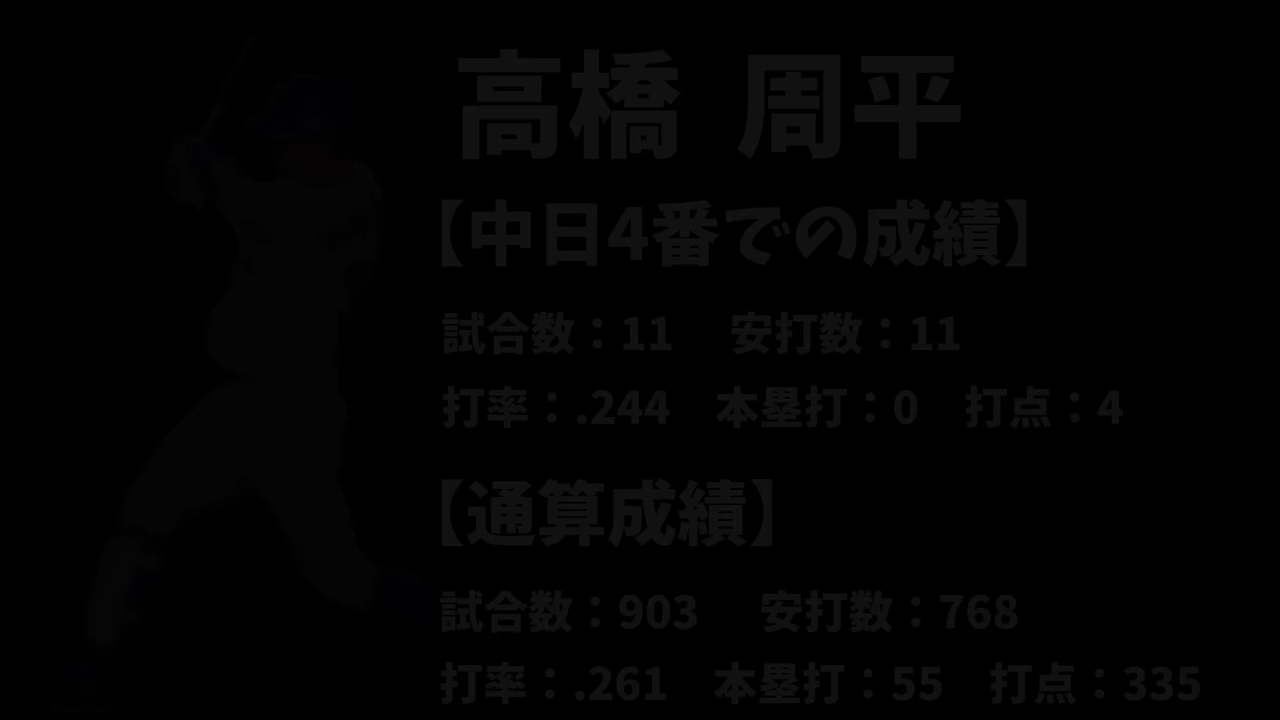 高橋 周平
【中日4番での成績】
試合数：11 安打数：11
打率：.244 本塁打：0 打点：4
【通算成績】
試合数：903 安打数：768
打率：.261 本塁打：55 打点：335